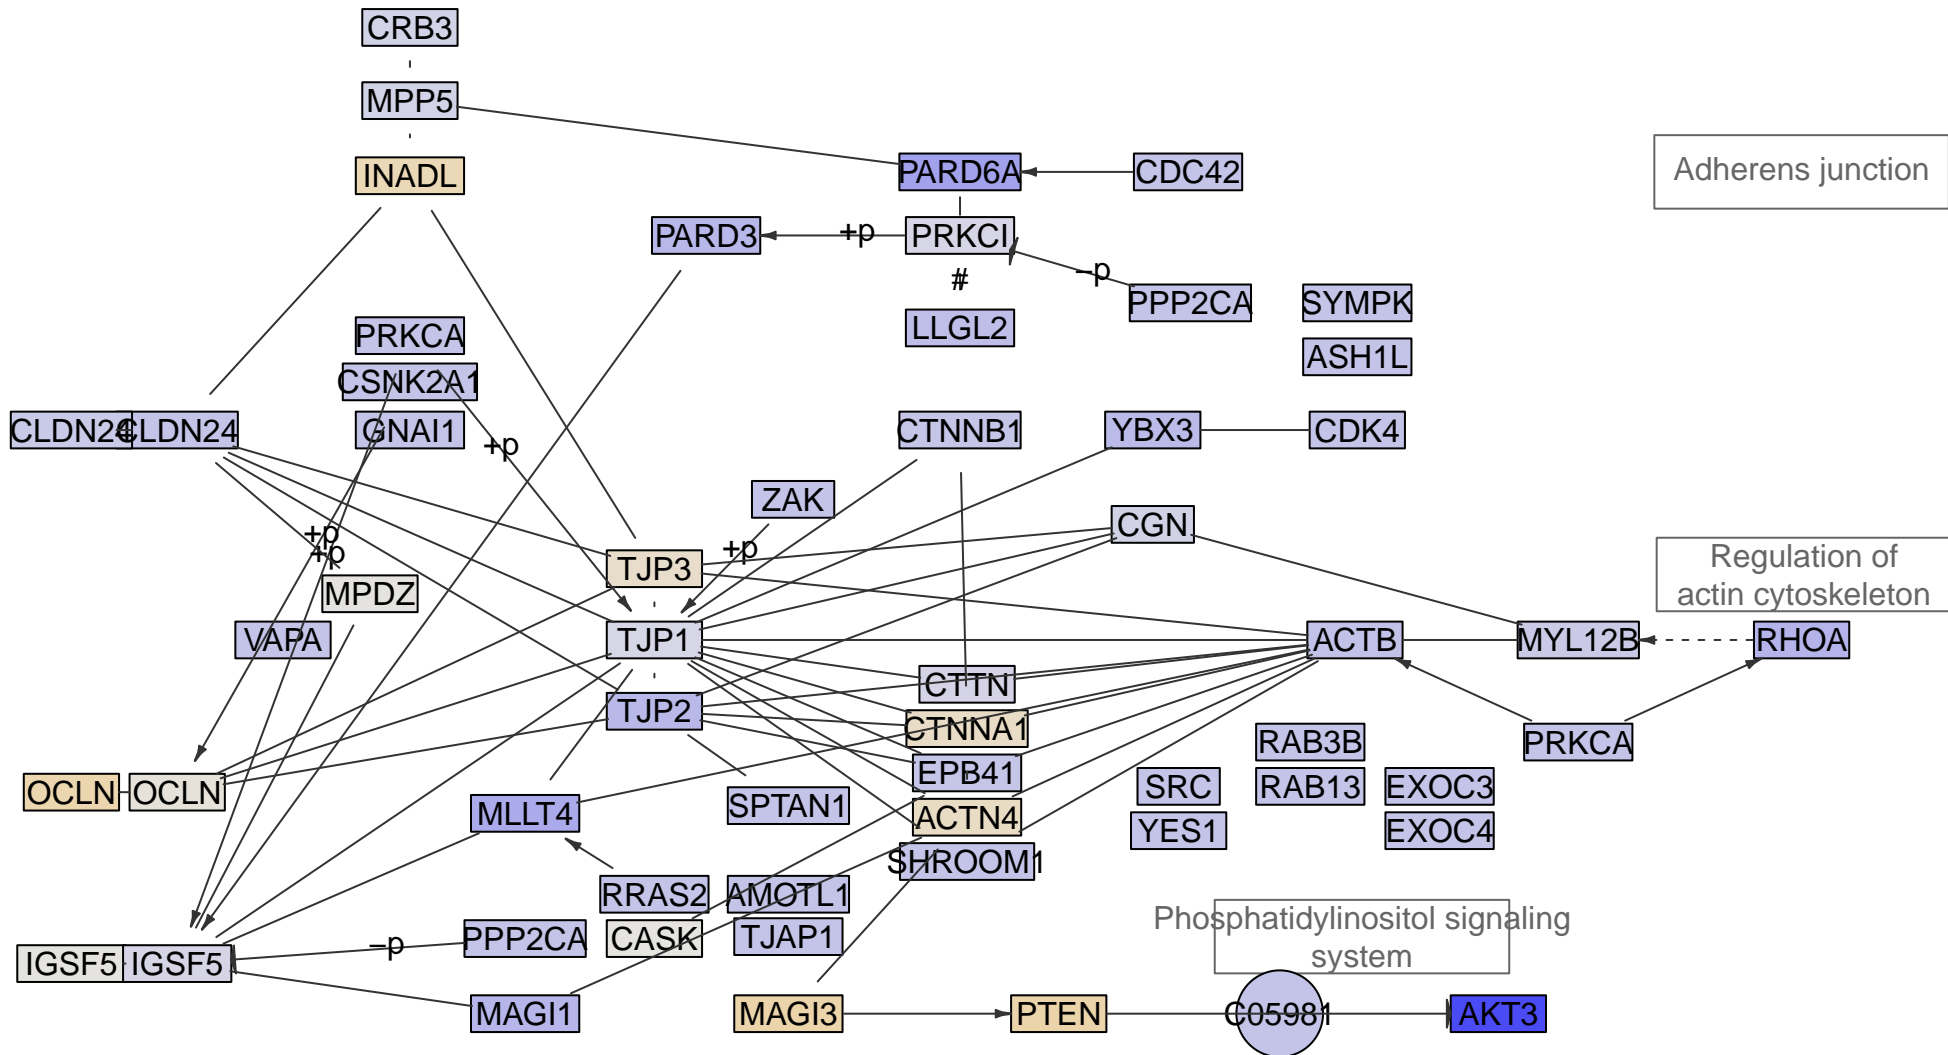 CRB3
MPP5
INADL
PARD6A
CDC42
Adherens junction
PARD3
+p
PRKCI
−p
#
PPP2CA
SYMPK
PRKCA
LLGL2
ASH1L
CSNK2A1
CLDN24
CLDN24
GNAI1
+p
CTNNB1
YBX3
CDK4
ZAK
CGN
+p
+p
+p
TJP3
MPDZ
Regulation of
actin cytoskeleton
VAPA
TJP1
ACTB
MYL12B
RHOA
CTTN
TJP2
CTNNA1
RAB3B
PRKCA
EPB41
OCLN
OCLN
SRC
RAB13
EXOC3
MLLT4
SPTAN1
ACTN4
YES1
EXOC4
SHROOM1
RRAS2
AMOTL1
Phosphatidylinositol signaling
system
−p
PPP2CA
CASK
TJAP1
IGSF5
IGSF5
MAGI1
MAGI3
PTEN
C05981
AKT3